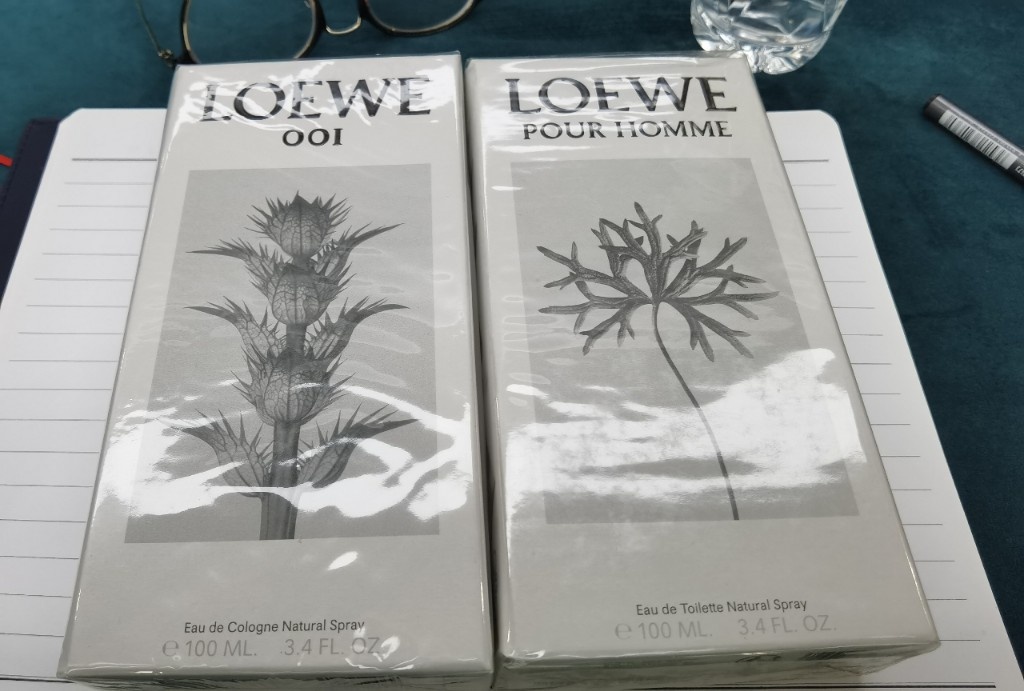 LOEWE
001
Eau de Cologne Natural Spray
℮ 100 ML. 3.4 FL. OZ.
LOEWE
POUR HOMME
Eau de Toilette Natural Spray
℮ 100 ML. 3.4 FL. OZ.